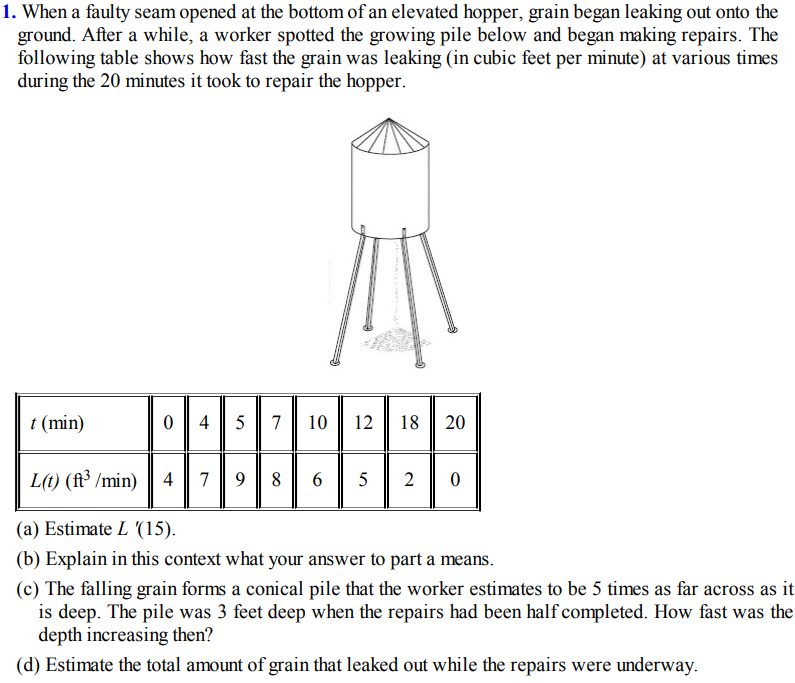 1. When a faulty seam opened at the bottom of an elevated hopper, grain began leaking out onto the
ground. After a while, a worker spotted the growing pile below and began making repairs. The
following table shows how fast the grain was leaking (in cubic feet per minute) at various times
during the 20 minutes it took to repair the hopper.
t (min) 0 4 5 7 10 12 18 20
L(t) (ft³ /min) 4 7 9 8 6 5 2 0
(a) Estimate L '(15).
(b) Explain in this context what your answer to part a means.
(c) The falling grain forms a conical pile that the worker estimates to be 5 times as far across as it
is deep. The pile was 3 feet deep when the repairs had been half completed. How fast was the
depth increasing then?
(d) Estimate the total amount of grain that leaked out while the repairs were underway.